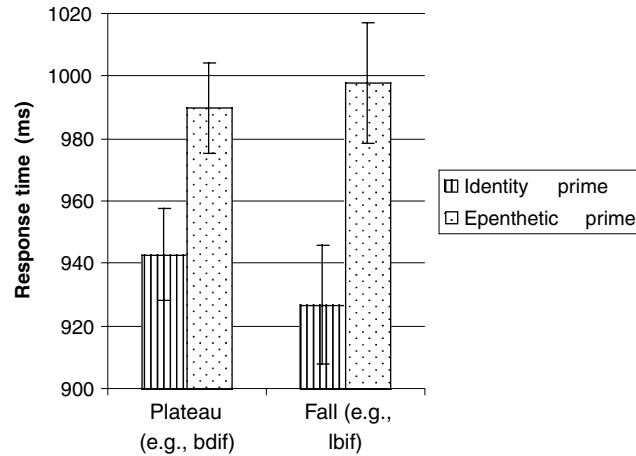 1020
1000
980
960
940
920
900
Response time (ms)
Plateau
(e.g., bdif)
Fall (e.g.,
lbif)
Identity prime
Epenthetic prime